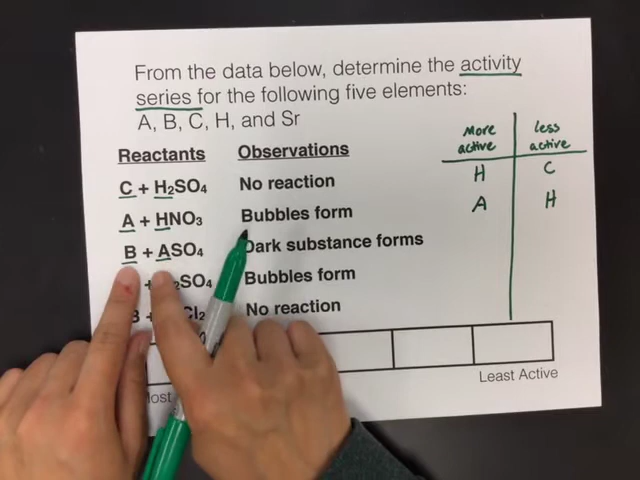 From the data below, determine the activity
series for the following five elements:
A, B, C, H, and Sr
More active
less active
Reactants
Observations
C + H₂SO₄
No reaction
H
C
A + HNO₃
Bubbles form
A
H
B + ASO₄
Dark substance forms
+ ₂SO₄
Bubbles form
B + Cl₂
No reaction
Least Active